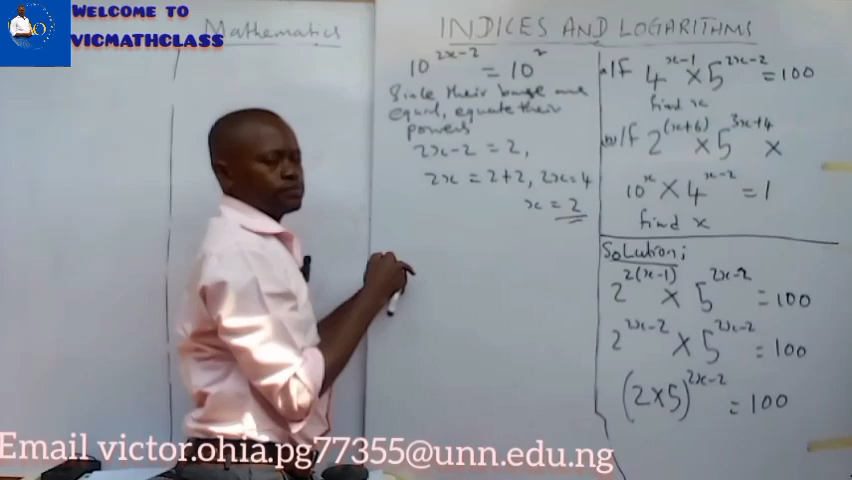 WELCOME TO
VICMATHCLASS
Mathematics
INDICES AND LOGARITHMS
10^(2x-2) = 10^2
Since their base are
equal, equate their
powers
2x-2 = 2,
2x = 2+2, 2x=4
x = 2
a) If 4^(x-1) × 5^(2x-2) = 100
find x
(b) If 2^(x+6) × 5^(3x+4) ×
10^x × 4^(x-2) = 1
find x
Solution;
2^(2(x-1)) × 5^(2x-2) = 100
2^(2x-2) × 5^(2x-2) = 100
(2×5)^(2x-2) = 100
Email victor.ohia.pg77355@unn.edu.ng